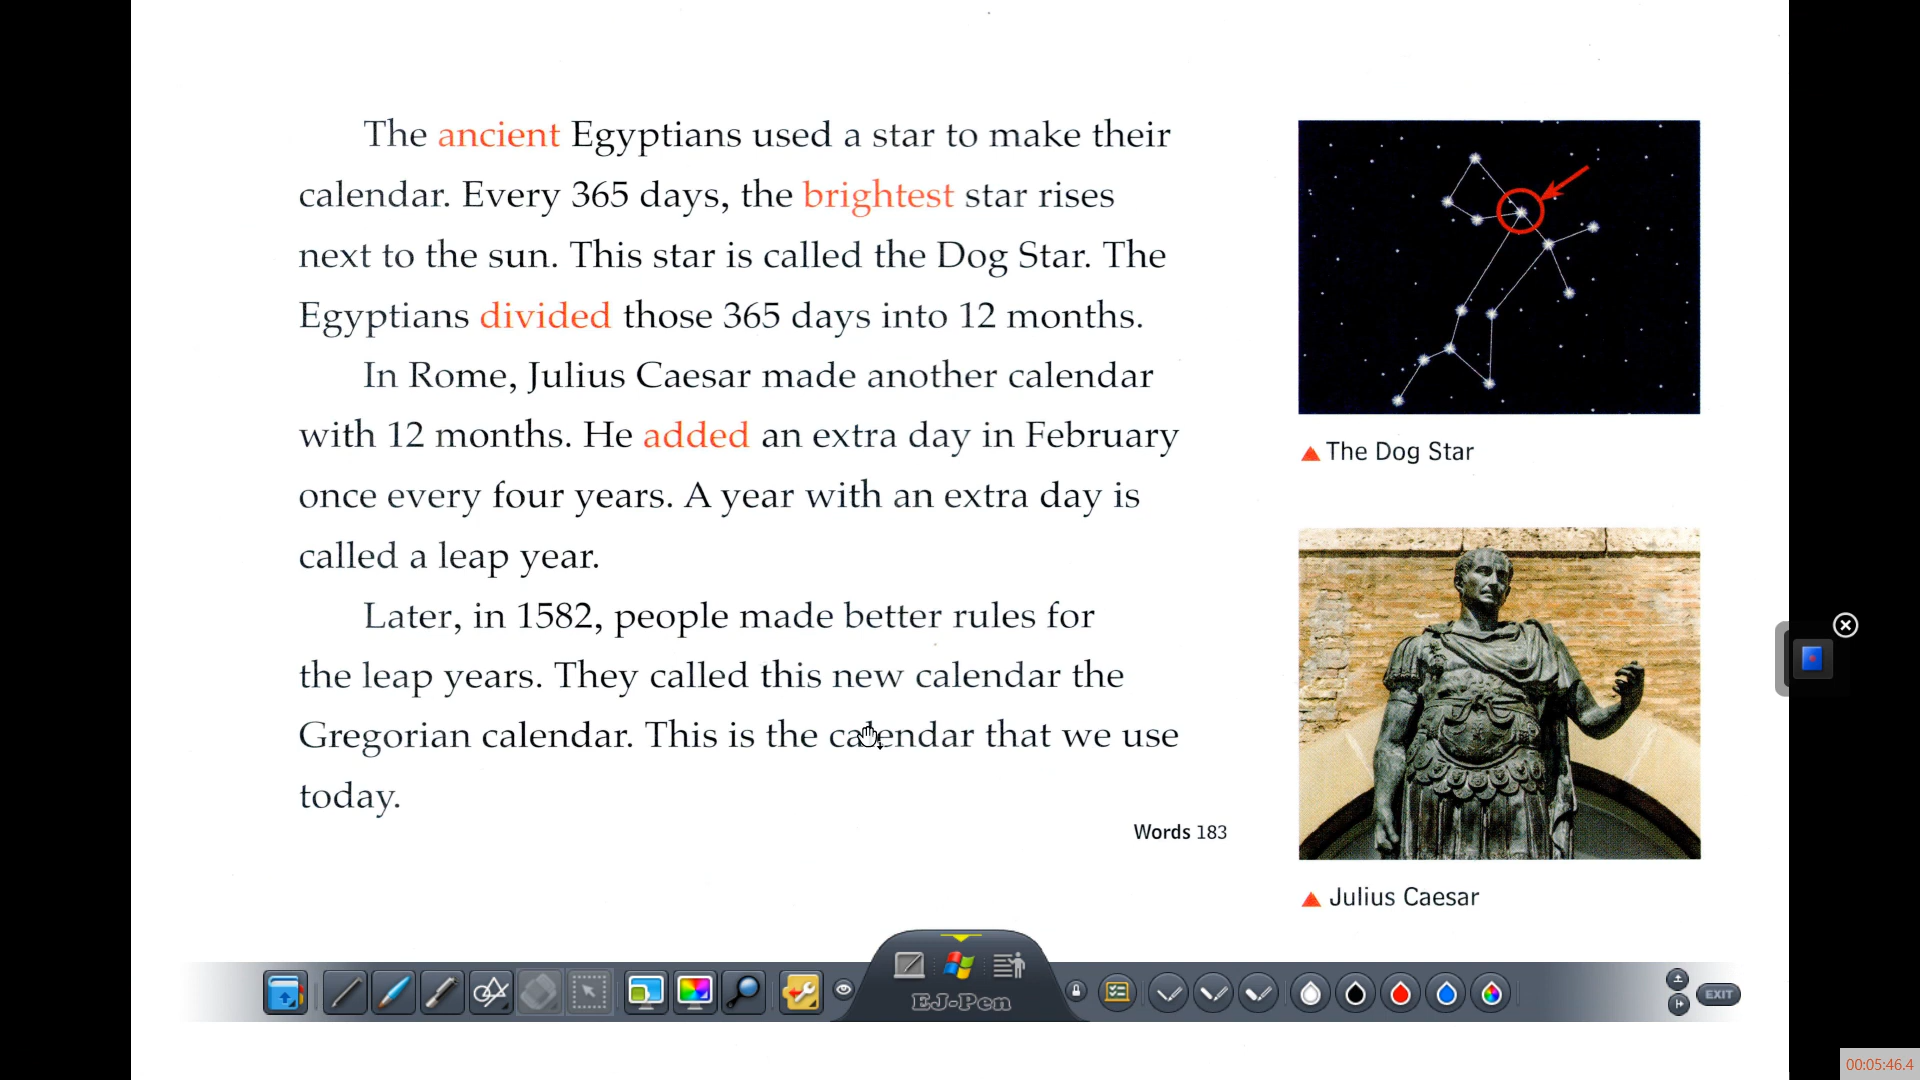 The ancient Egyptians used a star to make their
calendar. Every 365 days, the brightest star rises
next to the sun. This star is called the Dog Star. The
Egyptians divided those 365 days into 12 months.
In Rome, Julius Caesar made another calendar
with 12 months. He added an extra day in February
once every four years. A year with an extra day is
called a leap year.
Later, in 1582, people made better rules for
the leap years. They called this new calendar the
Gregorian calendar. This is the calendar that we use
today.
Words 183
The Dog Star
Julius Caesar
EJ-Pen
EXIT
00:05:46.4